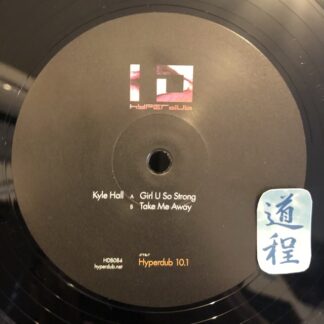 hyperdub
Kyle Hall A Girl U So Strong
B Take Me Away
HDB084
hyperdub.net
Hyperdub 10.1
道程